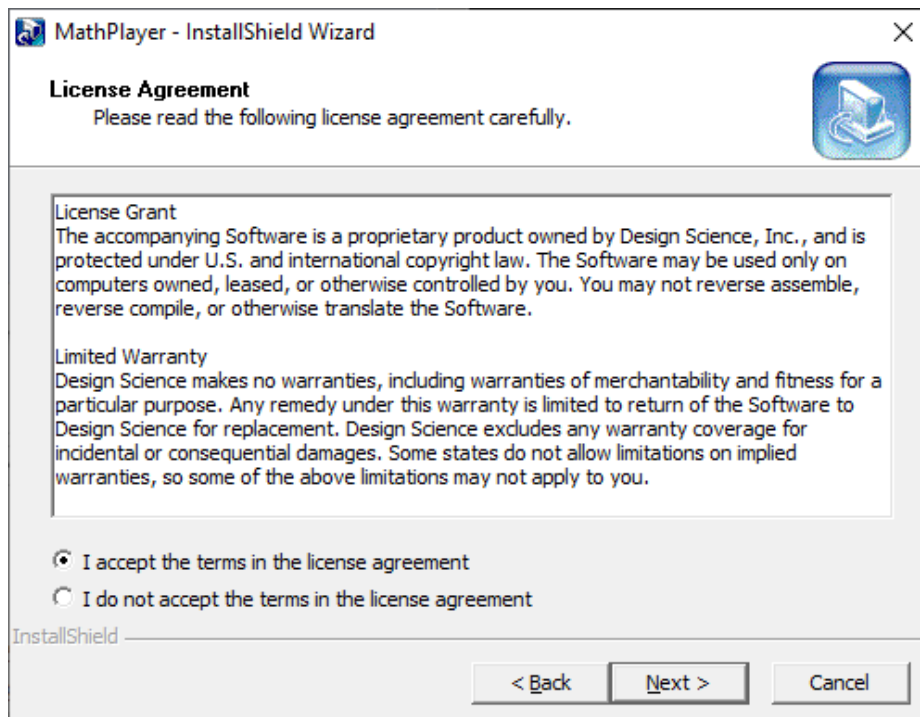 MathPlayer - InstallShield Wizard
License Agreement
Please read the following license agreement carefully.
License Grant
The accompanying Software is a proprietary product owned by Design Science, Inc., and is
protected under U.S. and international copyright law. The Software may be used only on
computers owned, leased, or otherwise controlled by you. You may not reverse assemble,
reverse compile, or otherwise translate the Software.
Limited Warranty
Design Science makes no warranties, including warranties of merchantability and fitness for a
particular purpose. Any remedy under this warranty is limited to return of the Software to
Design Science for replacement. Design Science excludes any warranty coverage for
incidental or consequential damages. Some states do not allow limitations on implied
warranties, so some of the above limitations may not apply to you.
I accept the terms in the license agreement
I do not accept the terms in the license agreement
InstallShield
< Back Next > Cancel